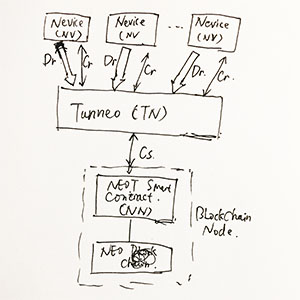 Nevice
(NV)
Nevice
(NV
...
Nevice
(NV)
Dr
Cr
Dr.
Cr
Dr.
Cr.
Tunneo (TN)
Cs.
NEOT Smart
Contract.
(NN)
BlockChain
Node.
NEO Block
Chain.